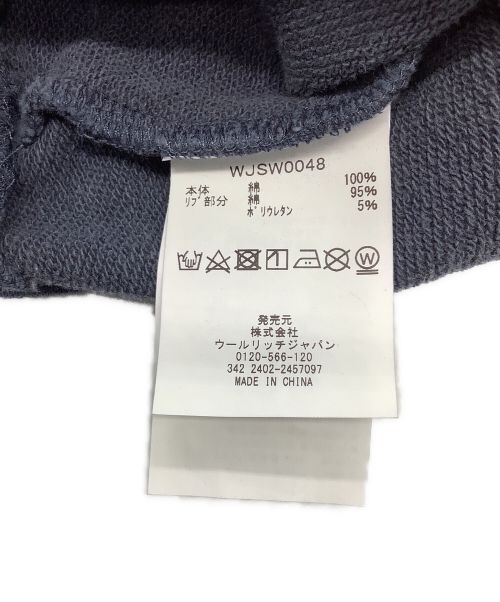 WJSW0048
本体 綿 100%
リブ部分 綿 95%
ポリウレタン 5%
W
発売元
株式会社
ウールリッチジャパン
0120-566-120
342 2402-2457097
MADE IN CHINA